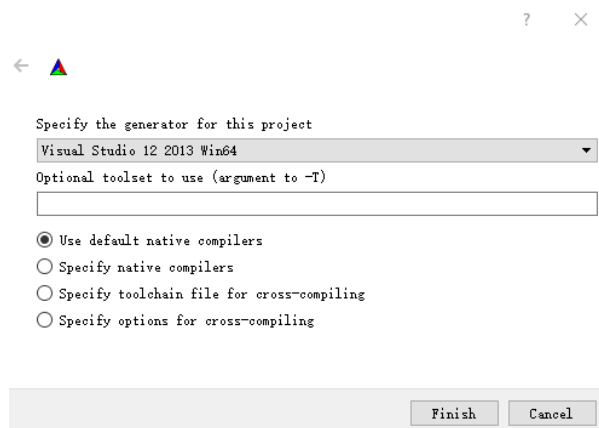 Specify the generator for this project
Visual Studio 12 2013 Win64
Optional toolset to use (argument to -T)
Use default native compilers
Specify native compilers
Specify toolchain file for cross-compiling
Specify options for cross-compiling
Finish Cancel